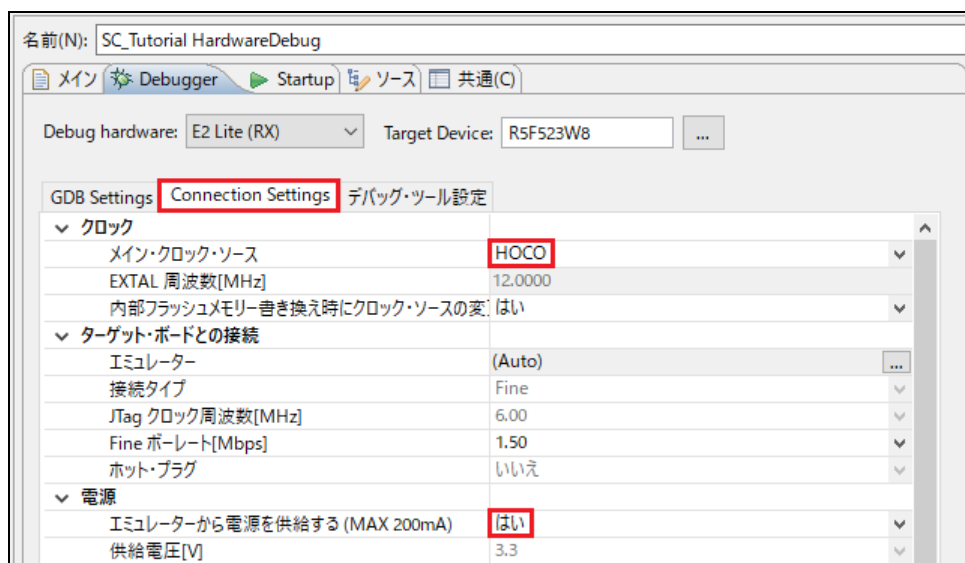 名前(N): SC_Tutorial HardwareDebug
メイン Debugger Startup ソース 共通(C)
Debug hardware: E2 Lite (RX) Target Device: R5F523W8 ...
GDB Settings Connection Settings デバッグ・ツール設定
クロック
メイン・クロック・ソース HOCO
EXTAL 周波数[MHz] 12.0000
内部フラッシュメモリー書き換え時にクロック・ソースの変 はい
ターゲット・ボードとの接続
エミュレーター (Auto) ...
接続タイプ Fine
JTag クロック周波数[MHz] 6.00
Fine ボーレート[Mbps] 1.50
ホット・プラグ いいえ
電源
エミュレーターから電源を供給する (MAX 200mA) はい
供給電圧[V] 3.3